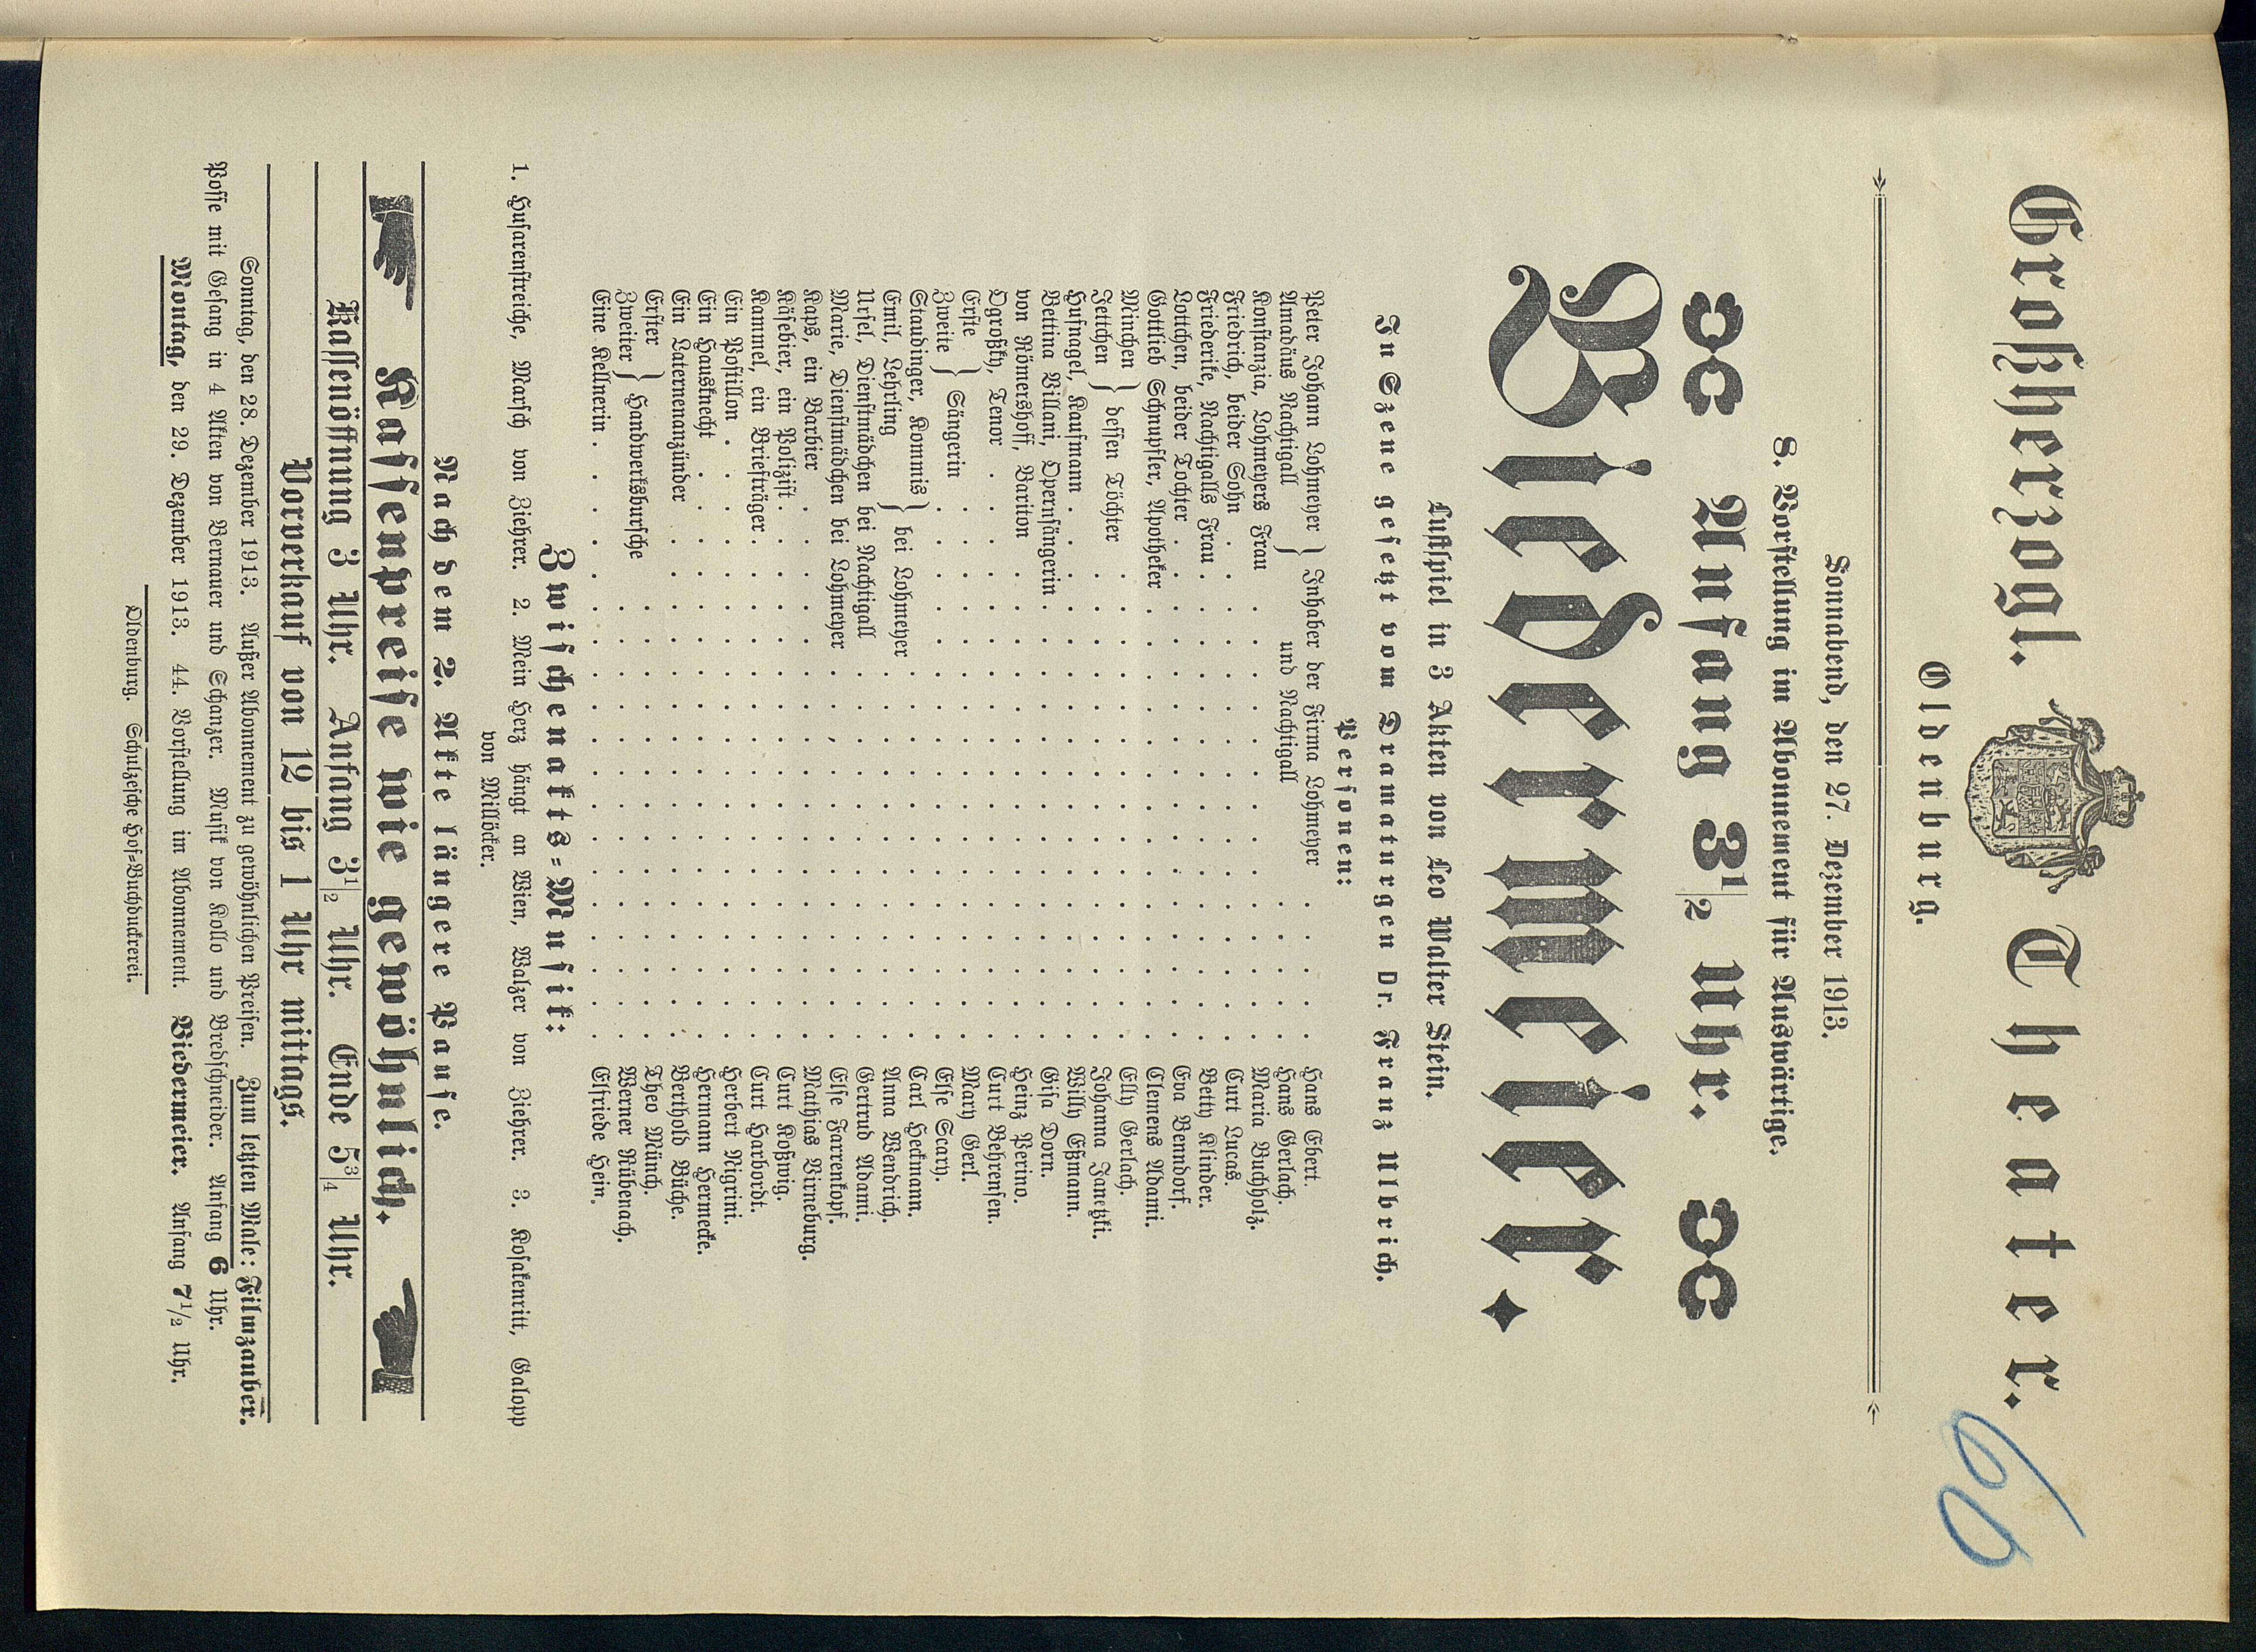 Großherzogl. Theater.
60
Oldenburg.
Sonnabend, den 27. Dezember 1913.
8. Vorstellung im Abonnement für Auswärtige.
Anfang 3½ Uhr.
Biedermeier
Lustspiel in 3 Akten von Leo Walter Stein.
In Szene gesetzt vom Dramaturgen Dr. Franz Ulbrich.
Personen:
Peter Johann Lohmeyer } Inhaber der Firma Lohmeyer . . . . Hans Ebert.
Amadäus Nachtigall } und Nachtigall . . . . Hans Gerlach.
Konstanzia, Lohmeyers Frau . . . . Maria Buchholz.
Friedrich, beider Sohn . . . . Curt Lucas.
Friederike, Nachtigalls Frau . . . . Betty Klinder.
Lottchen, beider Tochter . . . . Eva Benndorf.
Gottlieb Schnupfler, Apotheker . . . . Clemens Adami.
Minchen } dessen Töchter . . . . Elly Gerlach.
Jettchen } . . . . Johanna Janetzki.
Hufnagel, Kaufmann . . . . Willy Eßmann.
Bettina Billani, Opernsängerin . . . . Gisa Dorn.
von Römershoff, Bariton . . . . Heinz Perino.
Ogroßky, Tenor . . . . Curt Behrensen.
Erste } Sängerin . . . . Mary Gerl.
Zweite } . . . . Else Scary.
Staudinger, Kommis } bei Lohmeyer . . . . Carl Heckmann.
Emil, Lehrling } . . . . Anna Wendrich.
Ursel, Dienstmädchen bei Nachtigall . . . . Gertrud Adami.
Marie, Dienstmädchen bei Lohmeyer . . . . Else Farrenkopf.
Kaps, ein Barbier . . . . Mathias Birneburg.
Käsebier, ein Polizist . . . . Curt Koßwig.
Kammel, ein Briefträger . . . . Curt Harbordt.
Ein Postillon . . . . Herbert Nigrini.
Ein Hausknecht . . . . Hermann Hermecke.
Ein Laternenanzünder . . . . Berthold Büche.
Erster } Handwerksbursche . . . . Theo Münch.
Zweiter } . . . . Werner Rübenach.
Eine Kellnerin . . . . Elfriede Hein.
Zwischenakts-Musik:
1. Husarenstreiche, Marsch von Ziehrer. 2. Mein Herz hängt an Wien, Walzer von Ziehrer. 3. Kosakenritt, Galopp
von Millöcker.
Nach dem 2. Akte längere Pause.
Kassenpreise wie gewöhnlich.
Kassenöffnung 3 Uhr. Anfang 3½ Uhr. Ende 5¾ Uhr.
Vorverkauf von 12 bis 1 Uhr mittags.
Sonntag, den 28. Dezember 1913. Außer Abonnement zu gewöhnlichen Preisen. Zum letzten Male: Filmzauber.
Posse mit Gesang in 4 Akten von Bernauer und Schanzer. Musik von Kollo und Bredschneider. Anfang 6 Uhr.
Montag, den 29. Dezember 1913. 44. Vorstellung im Abonnement. Biedermeier. Anfang 7½ Uhr.
Oldenburg. Schulzesche Hof-Buchdruckerei.